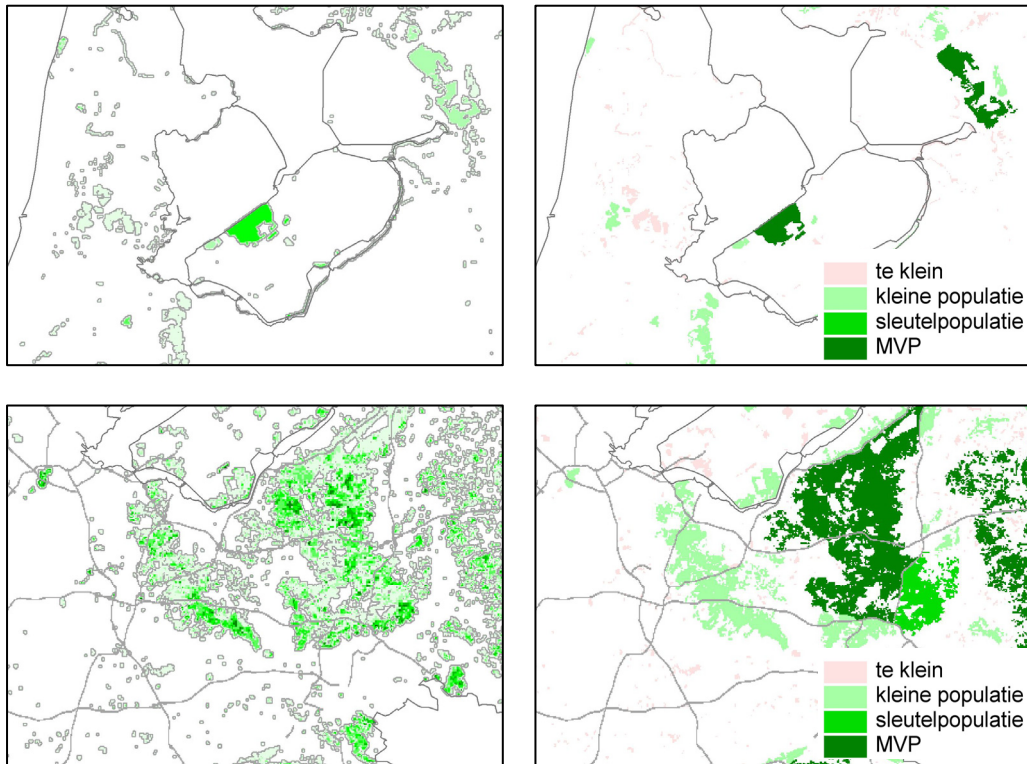 te klein
kleine populatie
sleutelpopulatie
MVP
te klein
kleine populatie
sleutelpopulatie
MVP